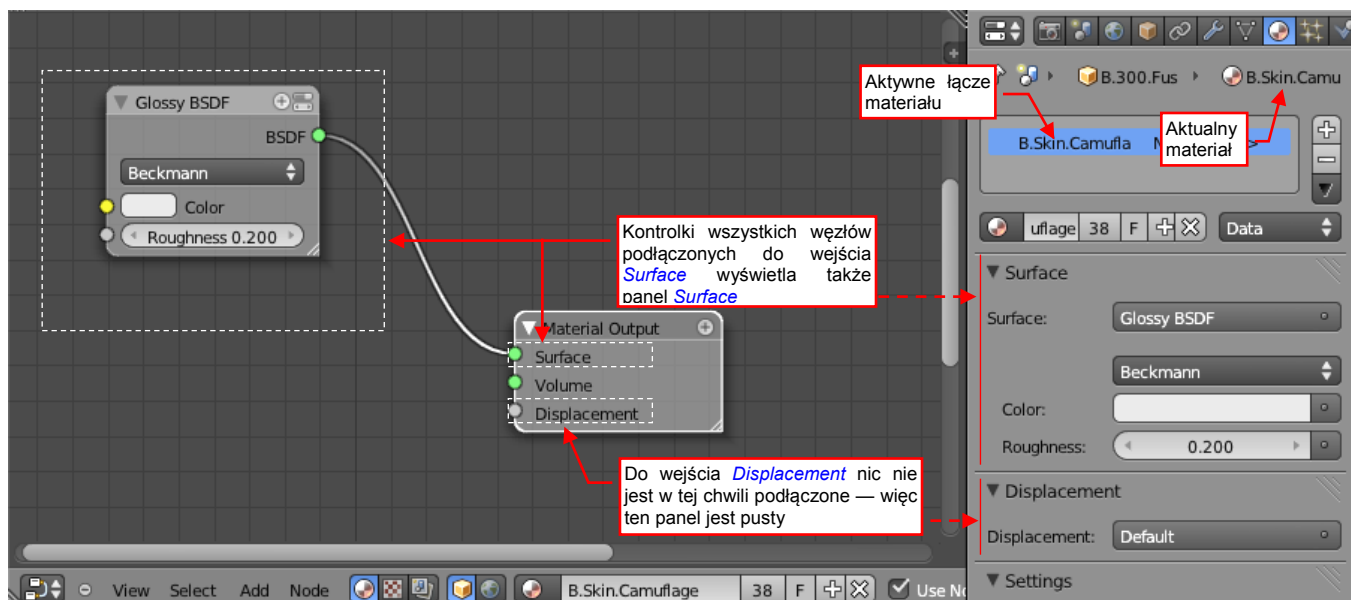 Glossy BSDF
BSDF
Beckmann
Color
Roughness 0.200
Material Output
Surface
Volume
Displacement
Kontrolki wszystkich węzłów
podłączonych do wejścia
Surface wyświetla także
panel Surface
Do wejścia Displacement nic nie
jest w tej chwili podłączone — więc
ten panel jest pusty
View Select Add Node
B.Skin.Camuflage 38 F
Use No
B.300.Fus
B.Skin.Camu
Aktywne łącze
materiału
Aktualny
materiał
B.Skin.Camufla
uflage 38 F
Data
Surface
Surface: Glossy BSDF
Beckmann
Color:
Roughness: 0.200
Displacement
Displacement: Default
Settings